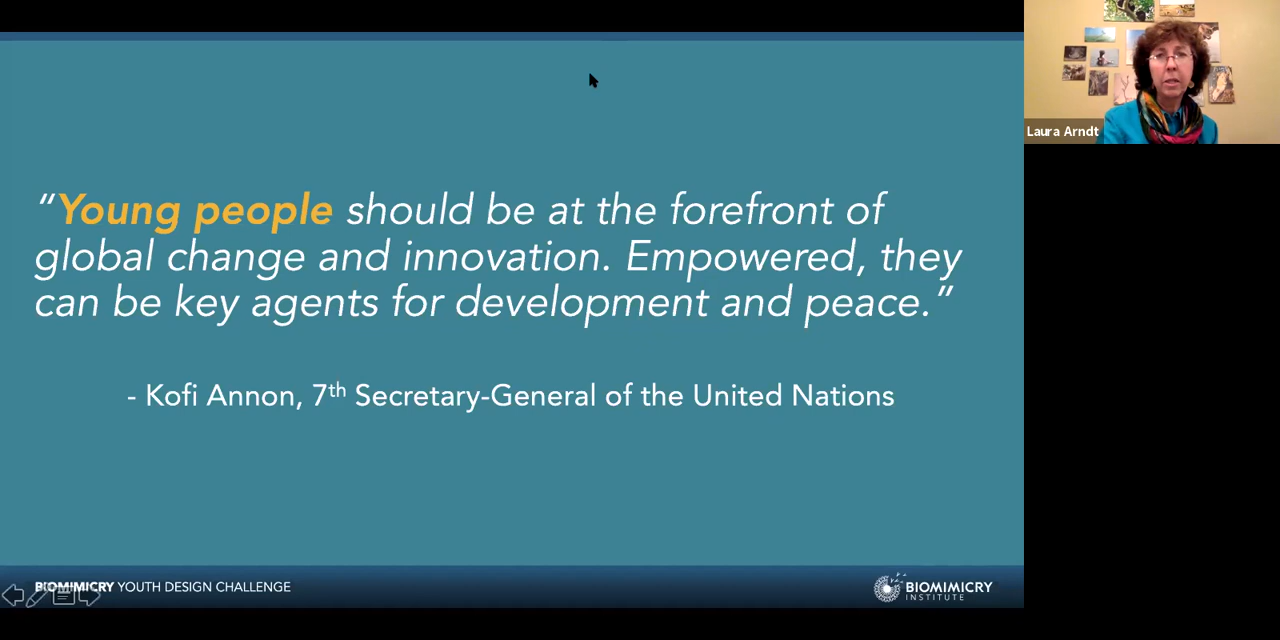 “Young people should be at the forefront of
global change and innovation. Empowered, they
can be key agents for development and peace.”
- Kofi Annon, 7th Secretary-General of the United Nations
BIOMIMICRY YOUTH DESIGN CHALLENGE
BIOMIMICRY
INSTITUTE
Laura Arndt